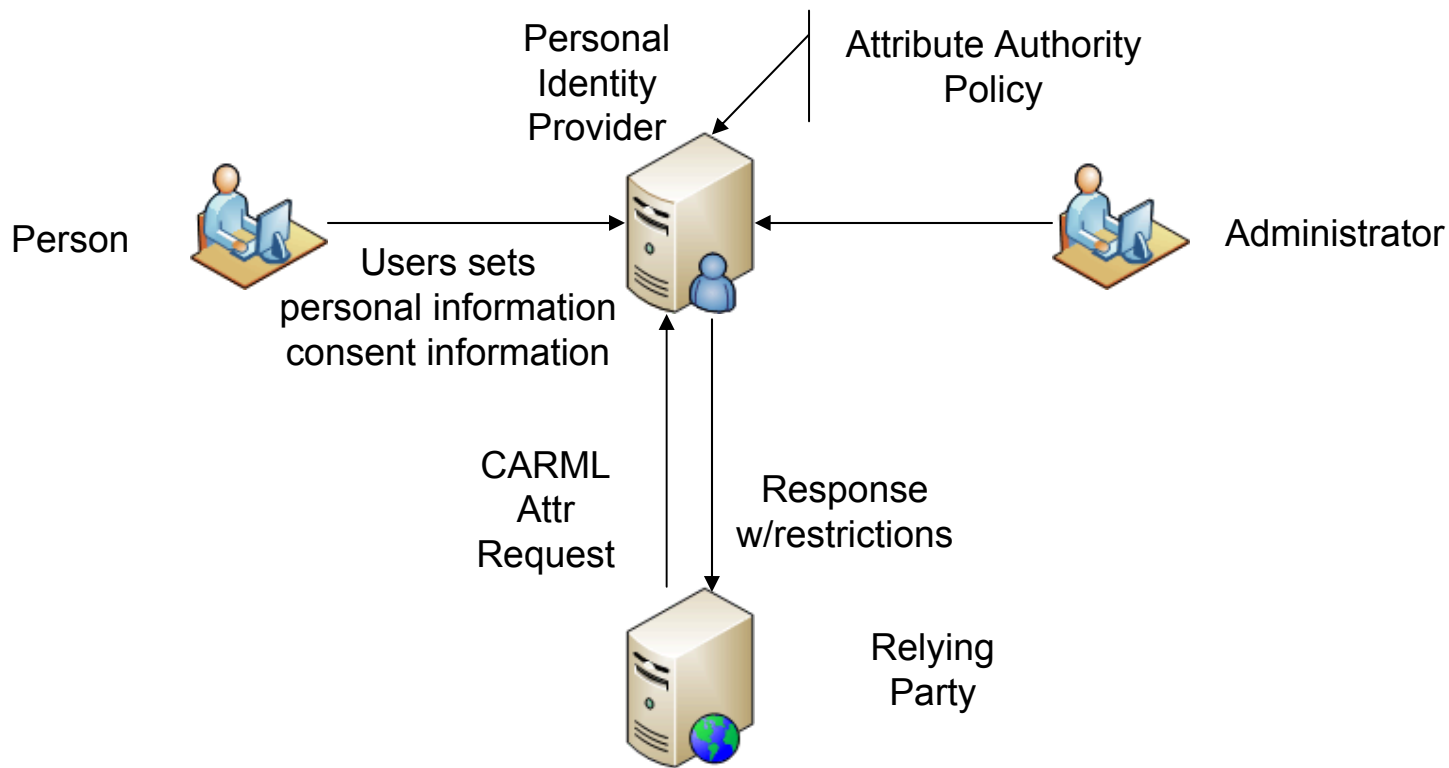 Personal
Identity
Provider
Attribute Authority
Policy
Person
Users sets
personal information
consent information
Administrator
CARML
Attr
Request
Response
w/restrictions
Relying
Party